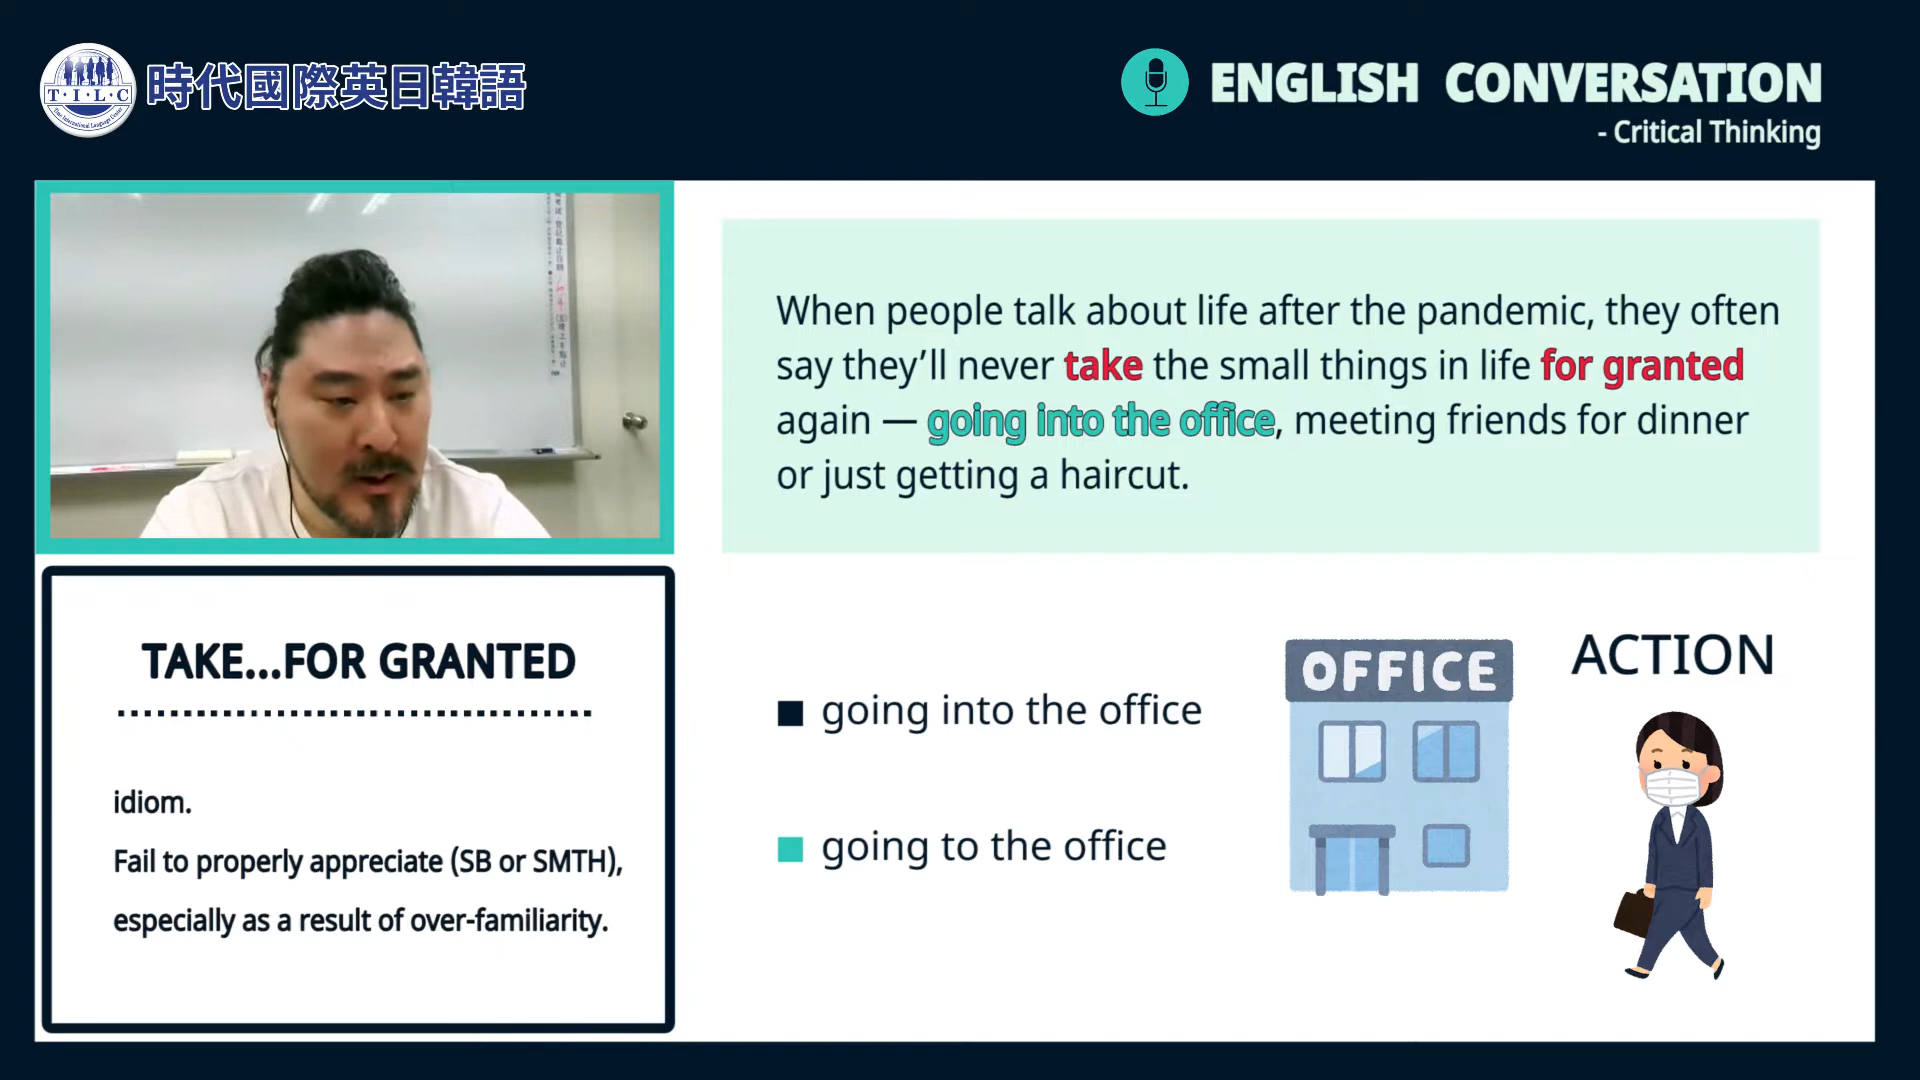 T·I·L·C
時代國際英日韓語
ENGLISH CONVERSATION
- Critical Thinking
When people talk about life after the pandemic, they often
say they’ll never take the small things in life for granted
again — going into the office, meeting friends for dinner
or just getting a haircut.
TAKE...FOR GRANTED
idiom.
Fail to properly appreciate (SB or SMTH),
especially as a result of over-familiarity.
going into the office
going to the office
OFFICE
ACTION